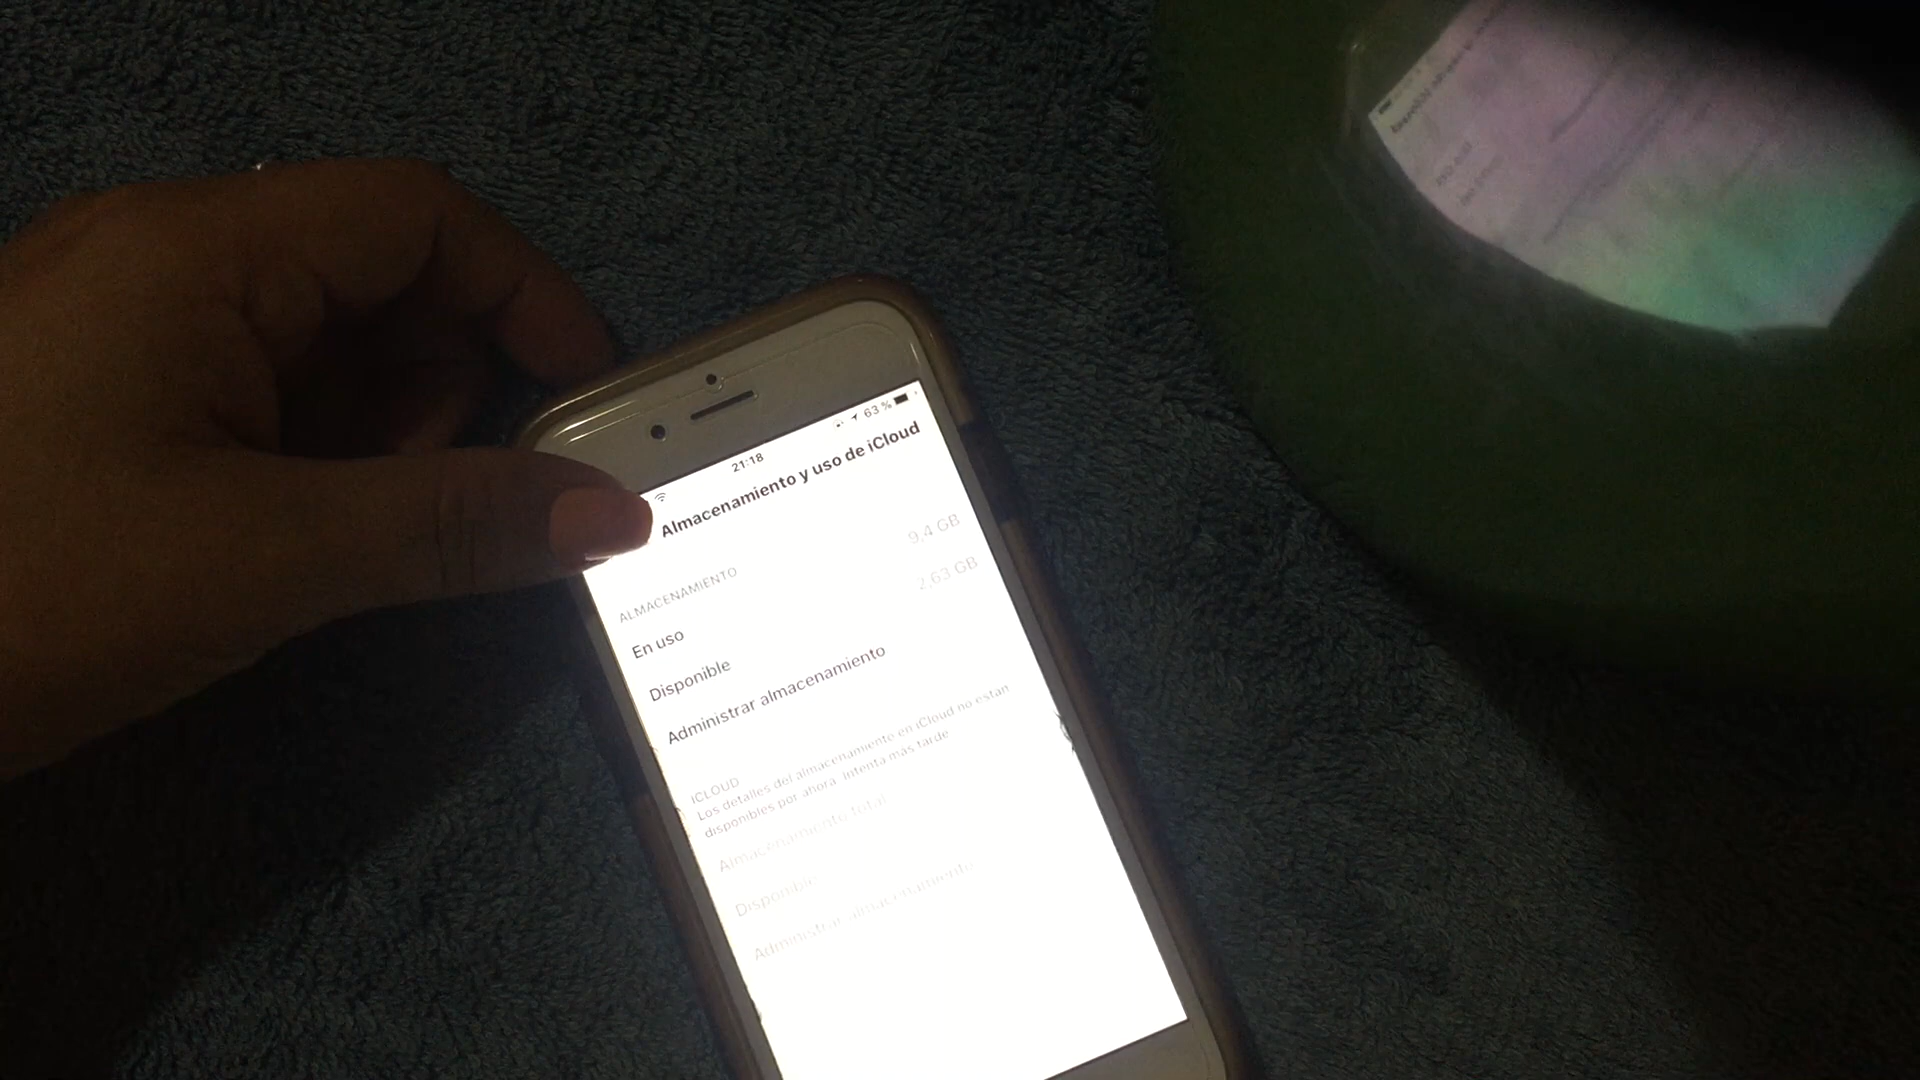 21:18
63 %
Almacenamiento y uso de iCloud
ALMACENAMIENTO
En uso 9,4 GB
Disponible 2,63 GB
Administrar almacenamiento
ICLOUD
Los detalles del almacenamiento en iCloud no están
disponibles por ahora. Intenta más tarde
Almacenamiento total
Disponible
Administrar almacenamiento